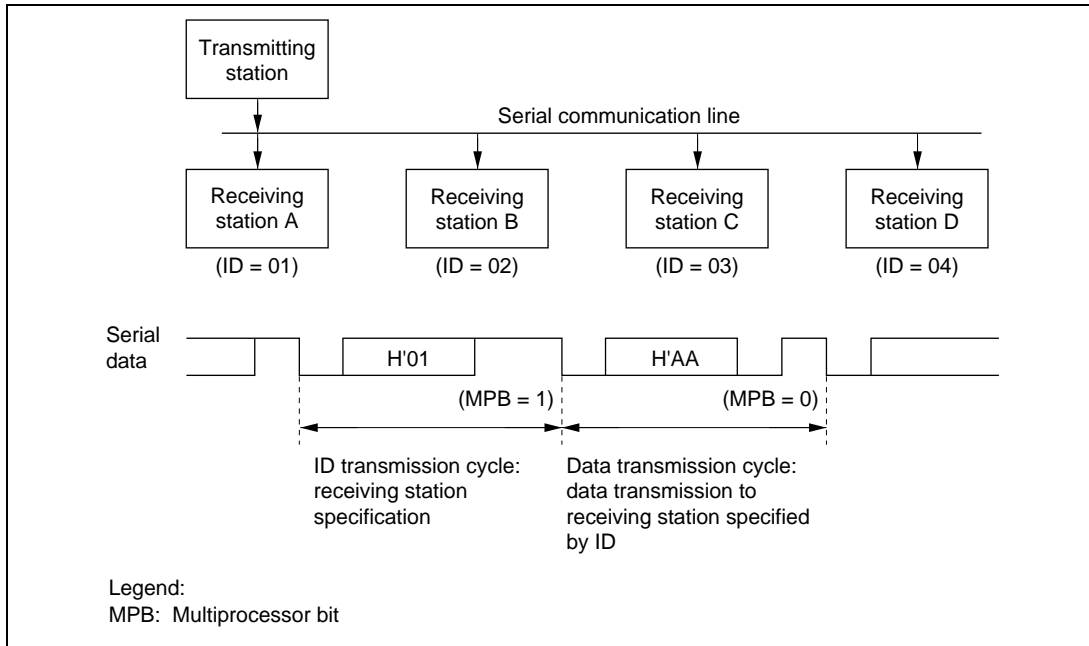 Transmitting
station
Serial communication line
Receiving
station A
Receiving
station B
Receiving
station C
Receiving
station D
(ID = 01)
(ID = 02)
(ID = 03)
(ID = 04)
Serial
data
H'01
H'AA
(MPB = 1)
(MPB = 0)
ID transmission cycle:
receiving station
specification
Data transmission cycle:
data transmission to
receiving station specified
by ID
Legend:
MPB: Multiprocessor bit